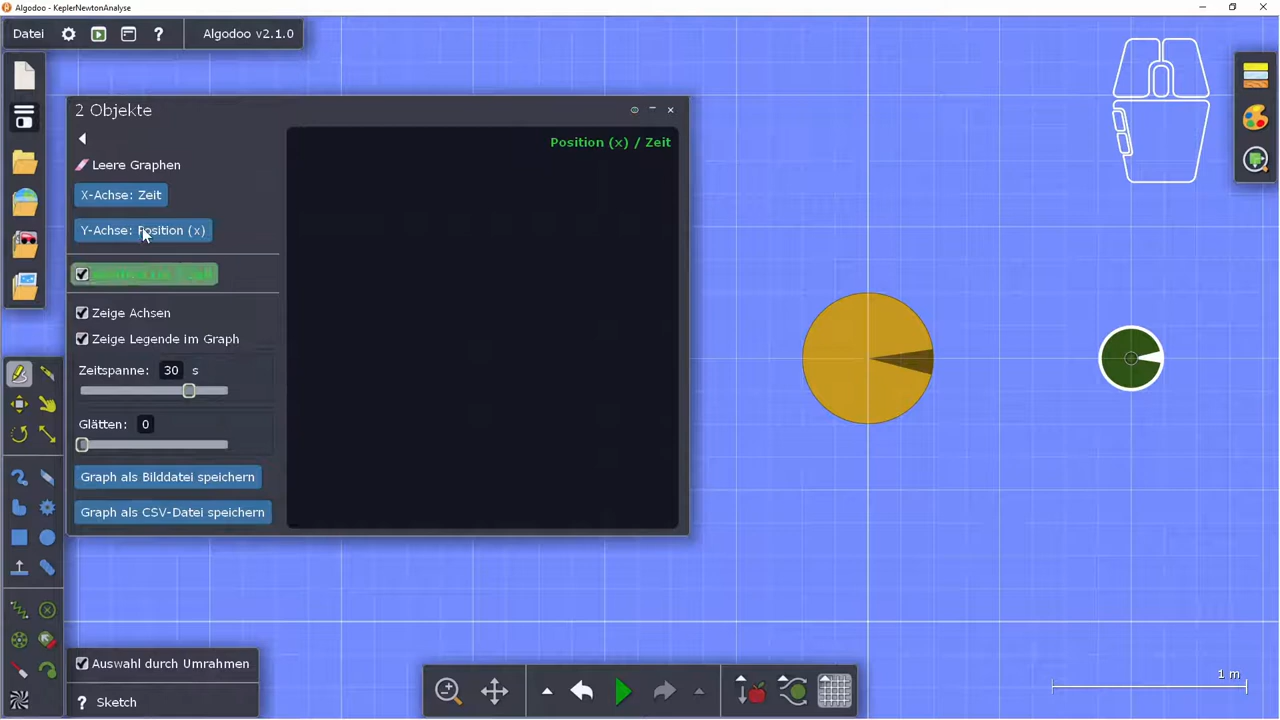 Algodoo - KeplerNewtonAnalyse
Datei
Algodoo v2.1.0
2 Objekte
Leere Graphen
X-Achse: Zeit
Y-Achse: Position (x)
Zeige Achsen
Zeige Legende im Graph
Zeitspanne: 30 s
Glätten: 0
Graph als Bilddatei speichern
Graph als CSV-Datei speichern
Position (x) / Zeit
Auswahl durch Umrahmen
? Sketch
1 m